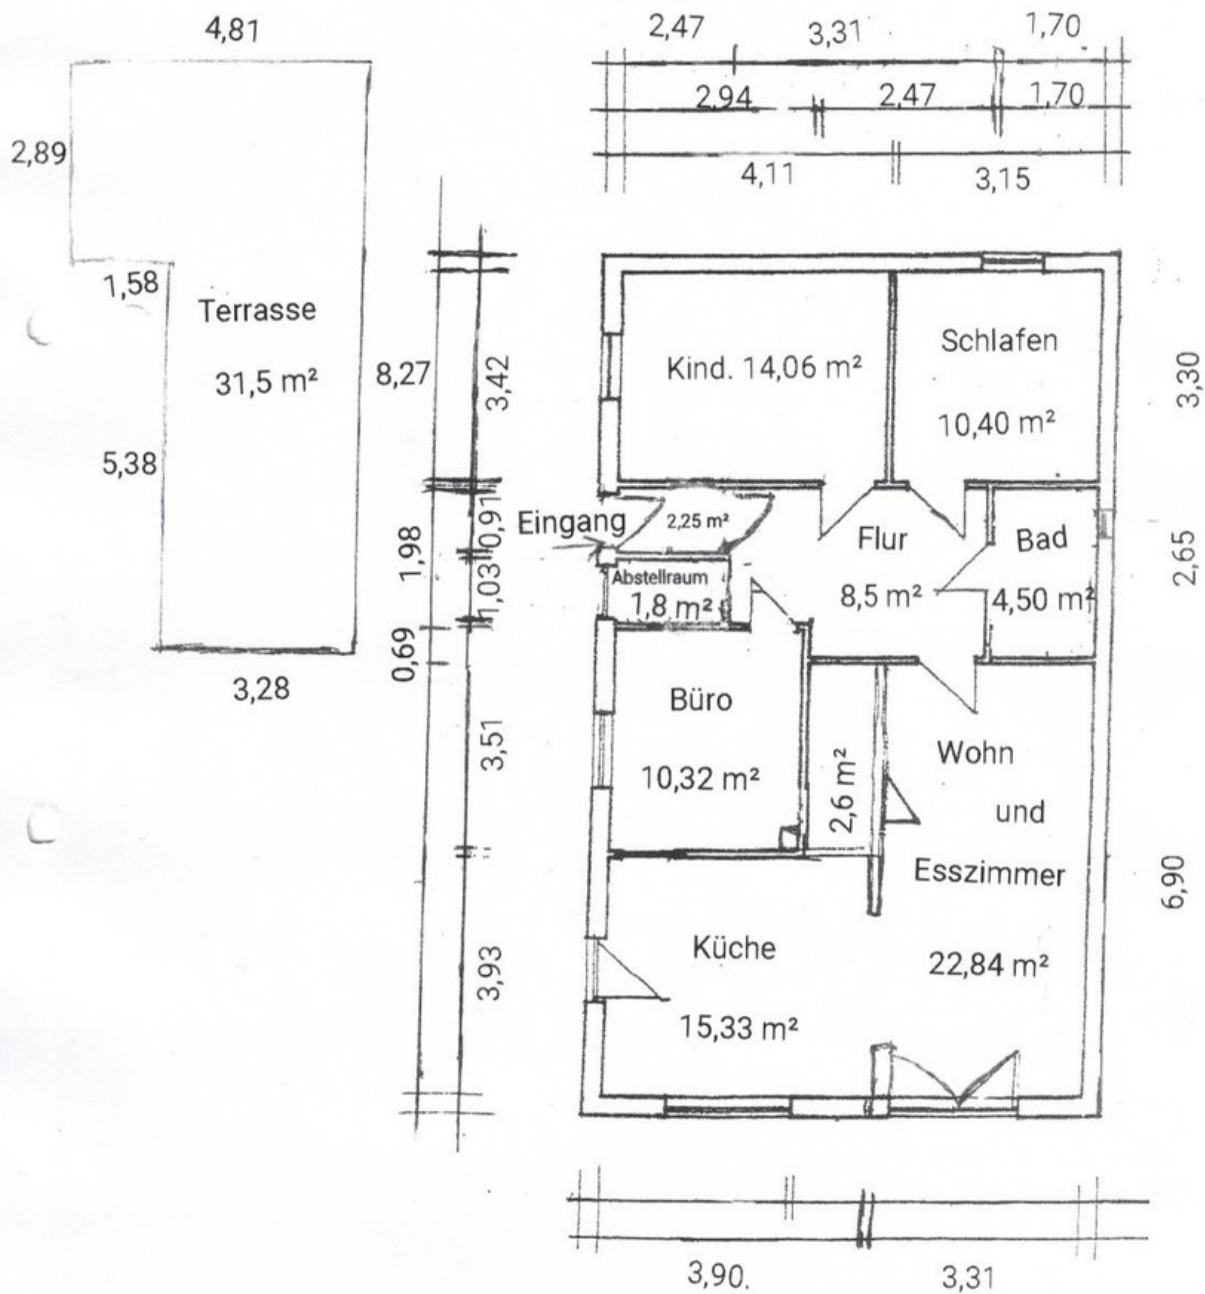 4,81
2,89
1,58
Terrasse
31,5 m²
8,27
5,38
3,28
2,47
3,31
1,70
2,94
2,47
1,70
4,11
3,15
3,42
0,91
1,98
1,03
0,69
3,51
3,93
Kind. 14,06 m²
Schlafen
10,40 m²
3,30
Eingang
2,25 m²
Flur
8,5 m²
Bad
4,50 m²
2,65
Abstellraum
1,8 m²
Büro
10,32 m²
2,6 m²
Wohn
und
Esszimmer
22,84 m²
6,90
Küche
15,33 m²
3,90.
3,31